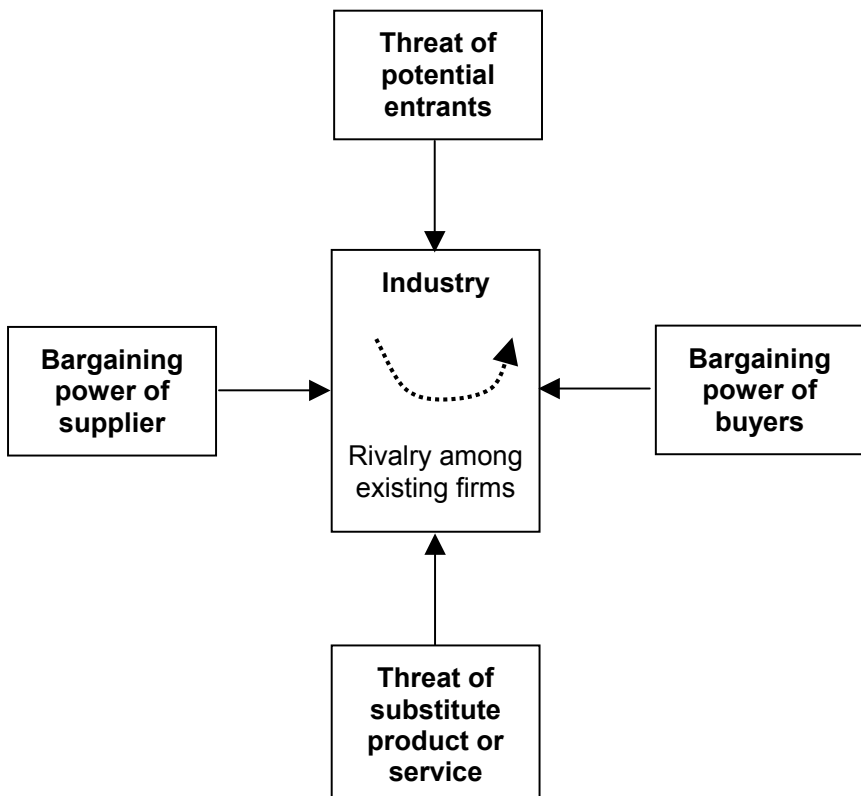 Threat of
potential
entrants
Industry
Bargaining
power of
supplier
Bargaining
power of
buyers
Rivalry among
existing firms
Threat of
substitute
product or
service